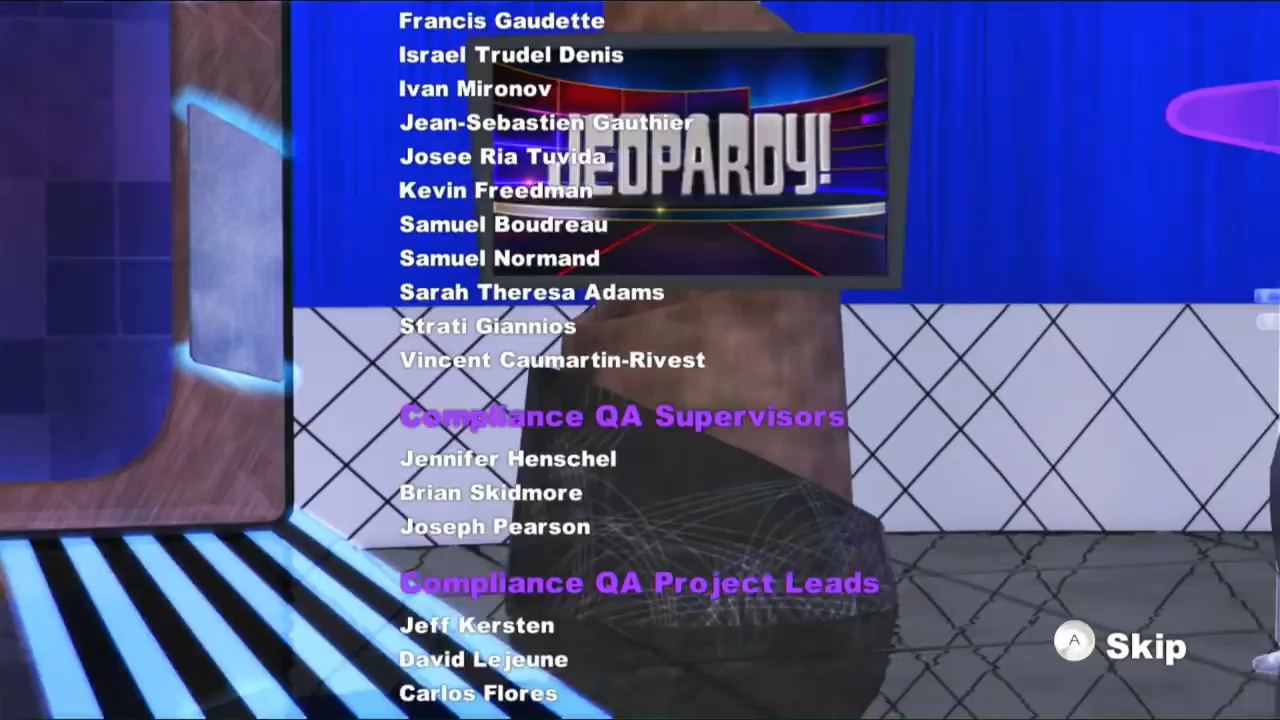 Francis Gaudette
Israel Trudel Denis
Ivan Mironov
Jean-Sebastien Gauthier
Josee Ria Tuvida
Kevin Freedman
JEOPARDY!
Samuel Boudreau
Samuel Normand
Sarah Theresa Adams
Strati Giannios
Vincent Caumartin-Rivest
Compliance QA Supervisors
Jennifer Henschel
Brian Skidmore
Joseph Pearson
Compliance QA Project Leads
Jeff Kersten
David Lejeune
Carlos Flores
A Skip